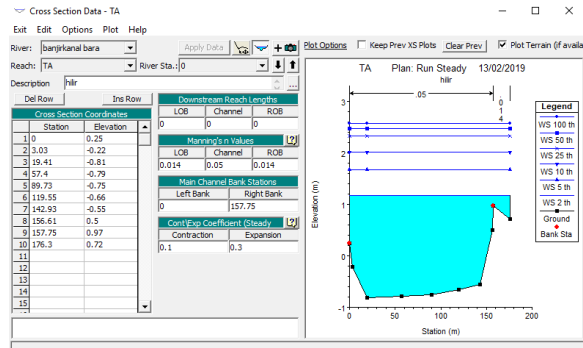 Cross Section Data - TA
Exit Edit Options Plot Help
River: banjirkanal bara Apply Data
Reach: TA River Sta.: 0
Description hilir ...
Del Row Ins Row
Cross Section Coordinates
Station Elevation
1 0 0.25
2 3.03 -0.22
3 19.41 -0.81
4 57.4 -0.79
5 89.73 -0.75
6 119.55 -0.66
7 142.93 -0.55
8 156.61 0.5
9 157.75 0.97
10 176.3 0.72
11
12
13
14
15
Downstream Reach Lengths
LOB Channel ROB
0 0 0
Manning's n Values
LOB Channel ROB
0.014 0.05 0.014
Main Channel Bank Stations
Left Bank Right Bank
0 157.75
Cont\Exp Coefficient (Steady
Contraction Expansion
0.1 0.3
Plot Options Keep Prev XS Plots Clear Prev Plot Terrain (if availa
TA Plan: Run Steady 13/02/2019
hilir
.05
.014
3
2
1
0
-1
Elevation (m)
0 50 100 150 200
Station (m)
Legend
WS 100 th
WS 50 th
WS 25 th
WS 10 th
WS 5 th
WS 2 th
Ground
Bank Sta